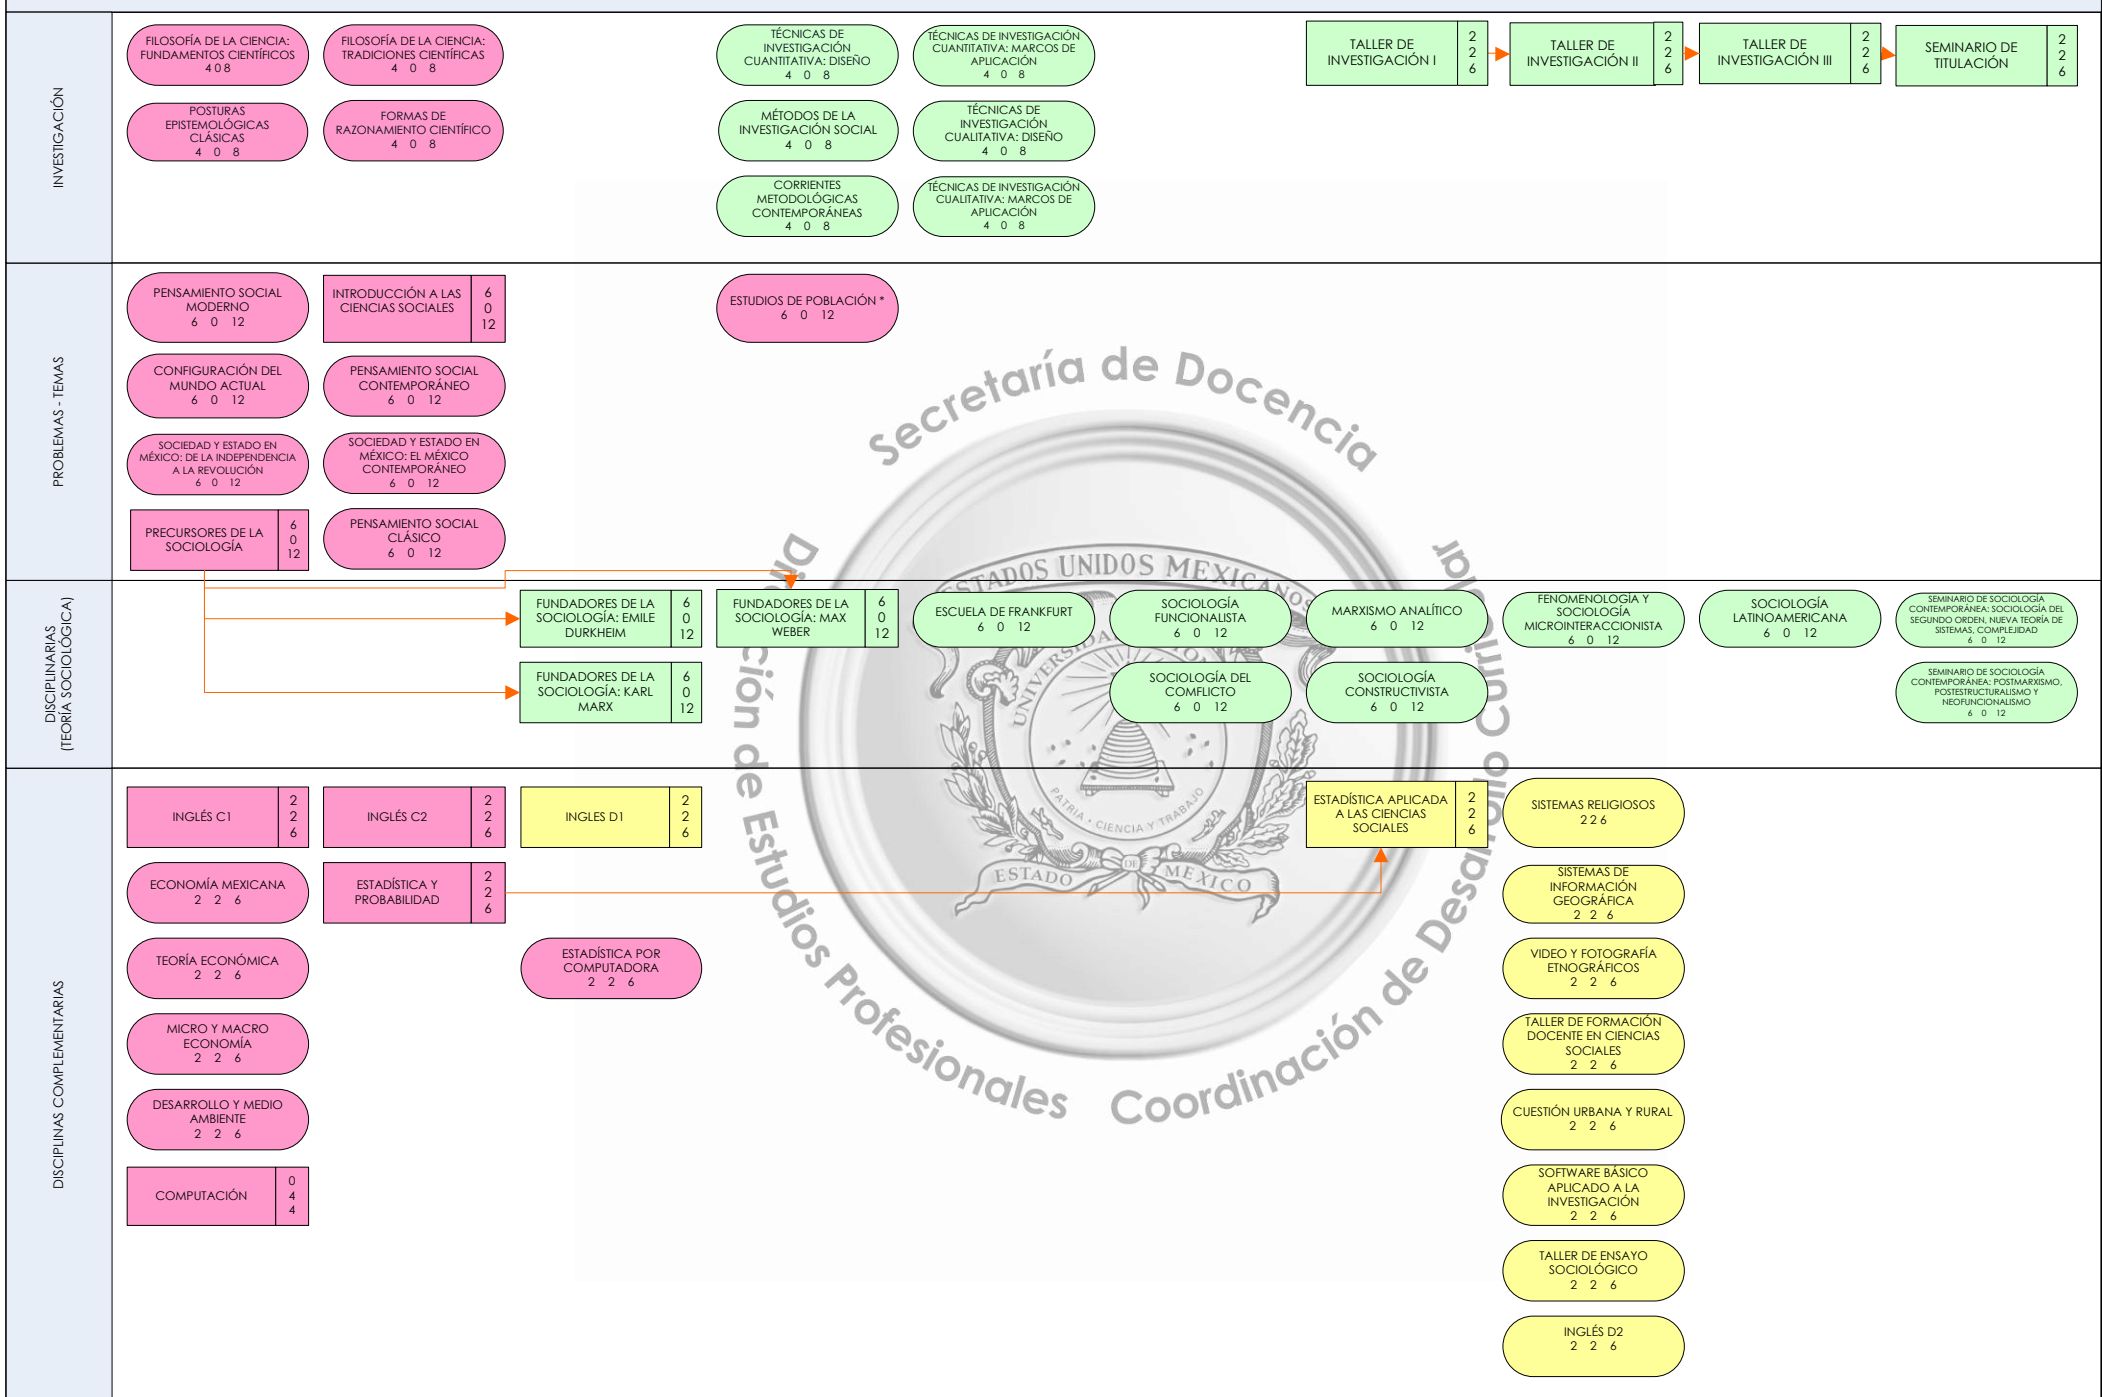 INVESTIGACIÓN
FILOSOFÍA DE LA CIENCIA:
FUNDAMENTOS CIENTÍFICOS
4 0 8
FILOSOFÍA DE LA CIENCIA:
TRADICIONES CIENTÍFICAS
4 0 8
TÉCNICAS DE
INVESTIGACIÓN
CUANTITATIVA: DISEÑO
4 0 8
TÉCNICAS DE INVESTIGACIÓN
CUANTITATIVA: MARCOS DE
APLICACIÓN
4 0 8
TALLER DE
INVESTIGACIÓN I
2
2
6
TALLER DE
INVESTIGACIÓN II
2
2
6
TALLER DE
INVESTIGACIÓN III
2
2
6
SEMINARIO DE
TITULACIÓN
2
2
6
POSTURAS
EPISTEMOLÓGICAS
CLÁSICAS
4 0 8
FORMAS DE
RAZONAMIENTO CIENTÍFICO
4 0 8
MÉTODOS DE LA
INVESTIGACIÓN SOCIAL
4 0 8
TÉCNICAS DE
INVESTIGACIÓN
CUALITATIVA: DISEÑO
4 0 8
CORRIENTES
METODOLÓGICAS
CONTEMPORÁNEAS
4 0 8
TÉCNICAS DE INVESTIGACIÓN
CUALITATIVA: MARCOS DE
APLICACIÓN
4 0 8
PROBLEMAS - TEMAS
PENSAMIENTO SOCIAL
MODERNO
6 0 12
INTRODUCCIÓN A LAS
CIENCIAS SOCIALES
6
0
12
ESTUDIOS DE POBLACIÓN *
6 0 12
CONFIGURACIÓN DEL
MUNDO ACTUAL
6 0 12
PENSAMIENTO SOCIAL
CONTEMPORÁNEO
6 0 12
SOCIEDAD Y ESTADO EN
MÉXICO: DE LA INDEPENDENCIA
A LA REVOLUCIÓN
6 0 12
SOCIEDAD Y ESTADO EN
MÉXICO: EL MÉXICO
CONTEMPORÁNEO
6 0 12
PRECURSORES DE LA
SOCIOLOGÍA
6
0
12
PENSAMIENTO SOCIAL
CLÁSICO
6 0 12
DISCIPLINARIAS
(TEORÍA SOCIOLÓGICA)
FUNDADORES DE LA
SOCIOLOGÍA: EMILE
DURKHEIM
6
0
12
FUNDADORES DE LA
SOCIOLOGÍA: MAX
WEBER
6
0
12
ESCUELA DE FRANKFURT
6 0 12
SOCIOLOGÍA
FUNCIONALISTA
6 0 12
MARXISMO ANALÍTICO
6 0 12
FENOMENOLOGÍA Y
SOCIOLOGÍA
MICROINTERACCIONISTA
6 0 12
SOCIOLOGÍA
LATINOAMERICANA
6 0 12
SEMINARIO DE SOCIOLOGÍA
CONTEMPORÁNEA: SOCIOLOGÍA DEL
SEGUNDO ORDEN, NUEVA TEORÍA DE
SISTEMAS, COMPLEJIDAD
6 0 12
FUNDADORES DE LA
SOCIOLOGÍA: KARL
MARX
6
0
12
SOCIOLOGÍA DEL
COMFLICTO
6 0 12
SOCIOLOGÍA
CONSTRUCTIVISTA
6 0 12
SEMINARIO DE SOCIOLOGÍA
CONTEMPORÁNEA: POSTMARXISMO,
POSTESTRUCTURALISMO Y
NEOFUNCIONALISMO
6 0 12
DISCIPLINAS COMPLEMENTARIAS
INGLÉS C1
2
2
6
INGLÉS C2
2
2
6
INGLES D1
2
2
6
ESTADÍSTICA APLICADA
A LAS CIENCIAS
SOCIALES
2
2
6
SISTEMAS RELIGIOSOS
2 2 6
ECONOMÍA MEXICANA
2 2 6
ESTADÍSTICA Y
PROBABILIDAD
2
2
6
SISTEMAS DE
INFORMACIÓN
GEOGRÁFICA
2 2 6
TEORÍA ECONÓMICA
2 2 6
ESTADÍSTICA POR
COMPUTADORA
2 2 6
VIDEO Y FOTOGRAFÍA
ETNOGRÁFICOS
2 2 6
MICRO Y MACRO
ECONOMÍA
2 2 6
TALLER DE FORMACIÓN
DOCENTE EN CIENCIAS
SOCIALES
2 2 6
DESARROLLO Y MEDIO
AMBIENTE
2 2 6
CUESTIÓN URBANA Y RURAL
2 2 6
COMPUTACIÓN
0
4
4
SOFTWARE BÁSICO
APLICADO A LA
INVESTIGACIÓN
2 2 6
TALLER DE ENSAYO
SOCIOLÓGICO
2 2 6
INGLÉS D2
2 2 6
Secretaría de Docencia
de Estudios Profesionales
Coordinación de
ESTADOS UNIDOS MEXICANOS
PATRIA • CIENCIA Y TRABAJO
ESTADO DE MEXICO